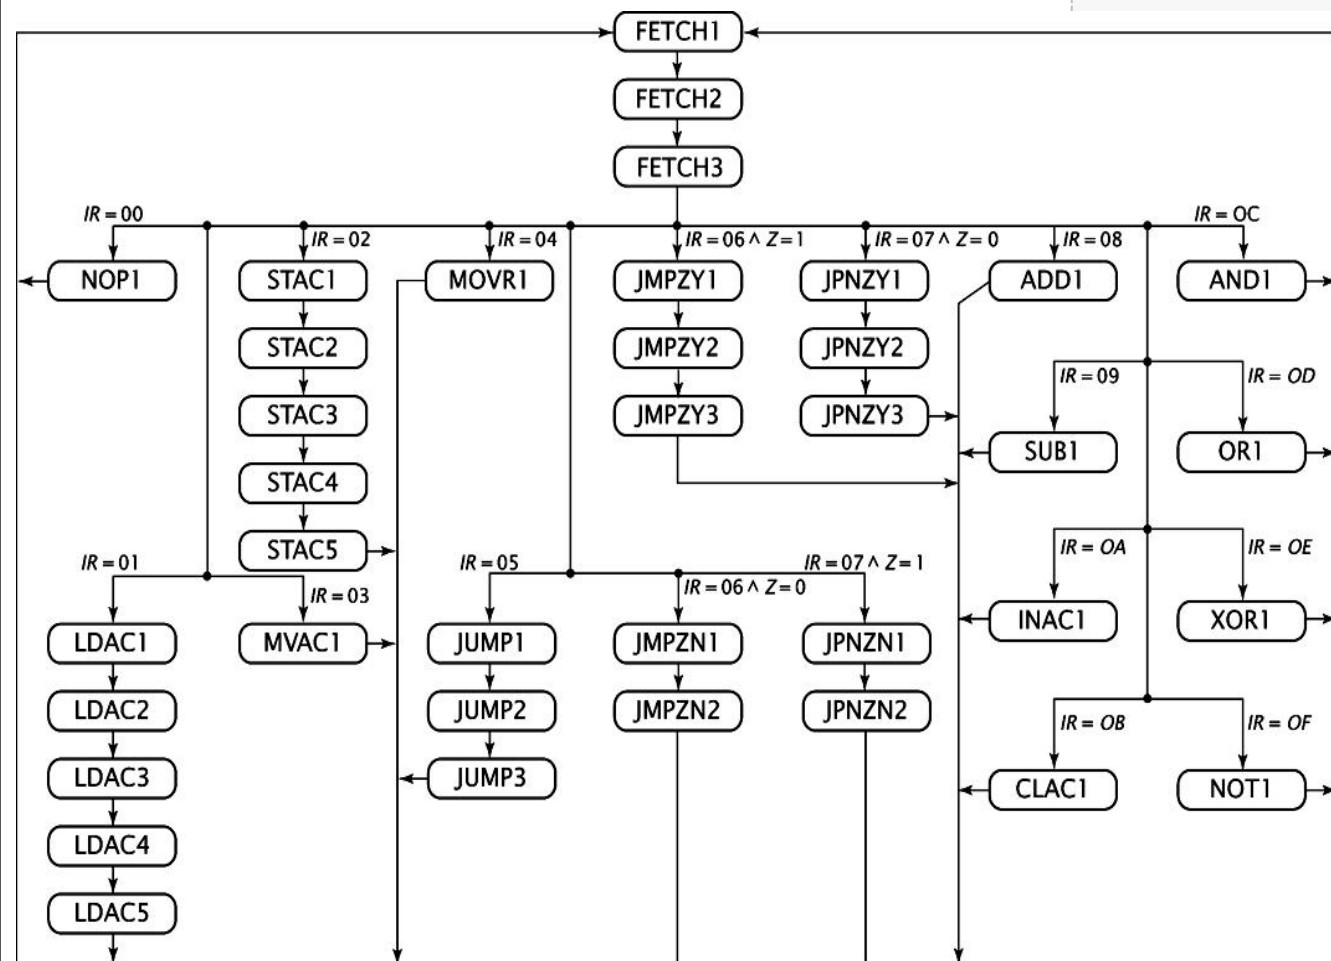 FETCH1
FETCH2
FETCH3
IR = 00
IR = OC
IR = 02
IR = 04
IR = 06 ∧ Z = 1
IR = 07 ∧ Z = 0
IR = 08
NOP1
STAC1
MOVR1
JMPZY1
JPNZY1
ADD1
AND1
STAC2
JMPZY2
JPNZY2
IR = 09
IR = OD
STAC3
JMPZY3
JPNZY3
SUB1
OR1
STAC4
STAC5
IR = OA
IR = OE
IR = 01
IR = 05
IR = 07 ∧ Z = 1
IR = 03
IR = 06 ∧ Z = 0
INAC1
XOR1
LDAC1
MVAC1
JUMP1
JMPZN1
JPNZN1
LDAC2
JUMP2
JMPZN2
JPNZN2
IR = OB
IR = OF
LDAC3
JUMP3
CLAC1
NOT1
LDAC4
LDAC5